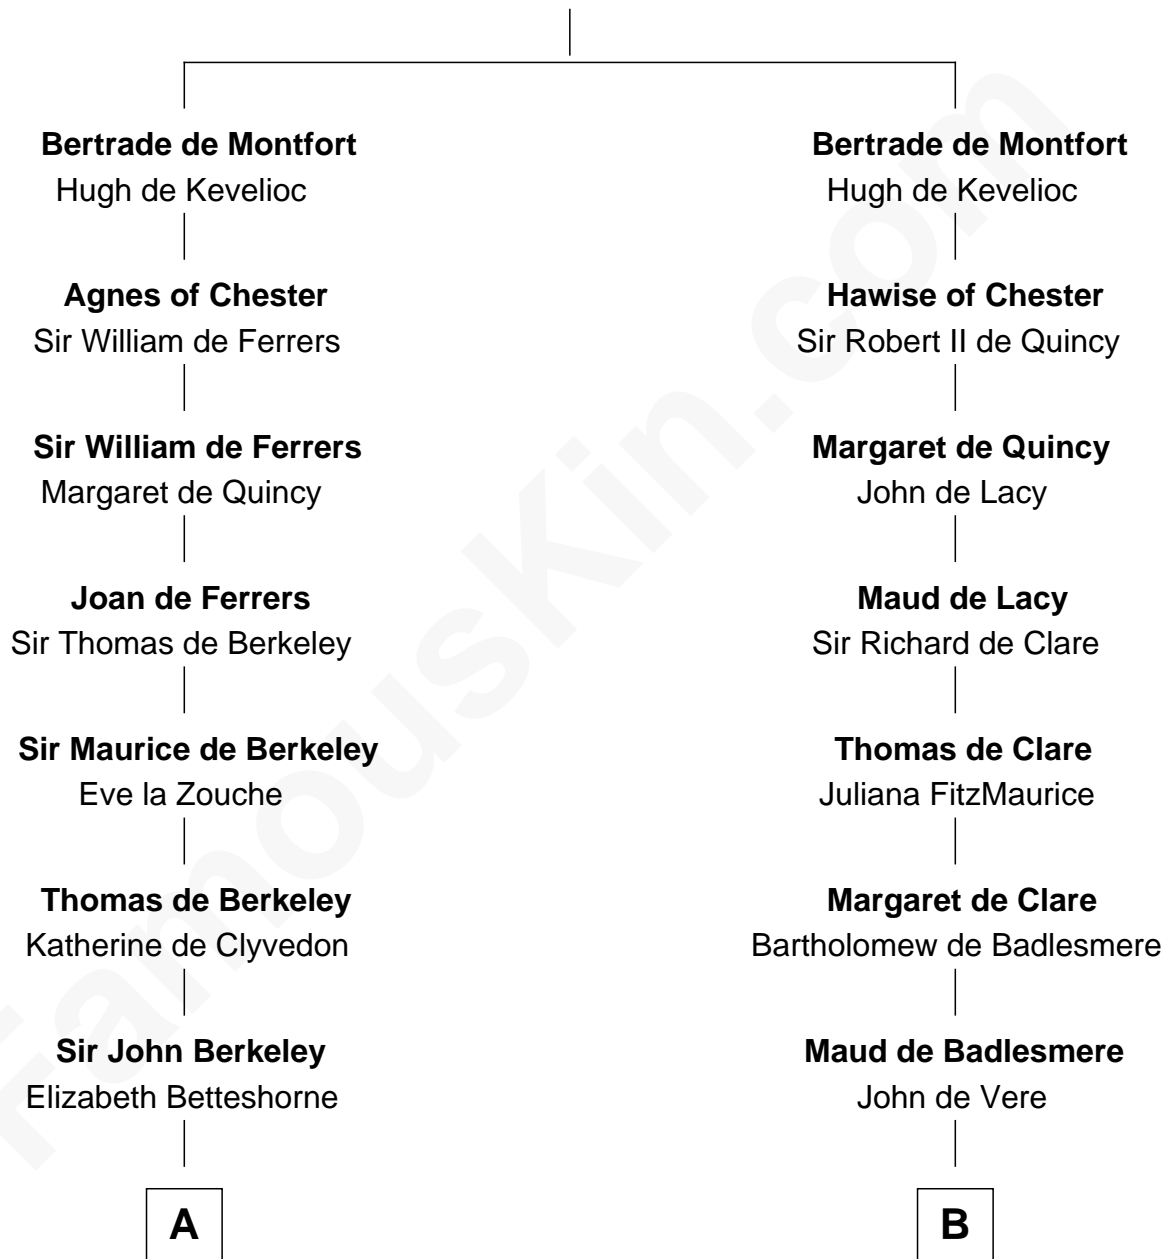 Bertrade de Montfort
Hugh de Kevelioc
Agnes of Chester
Sir William de Ferrers
Sir William de Ferrers
Margaret de Quincy
Joan de Ferrers
Sir Thomas de Berkeley
Sir Maurice de Berkeley
Eve la Zouche
Thomas de Berkeley
Katherine de Clyvedon
Sir John Berkeley
Elizabeth Betteshorne
A
Bertrade de Montfort
Hugh de Kevelioc
Hawise of Chester
Sir Robert II de Quincy
Margaret de Quincy
John de Lacy
Maud de Lacy
Sir Richard de Clare
Thomas de Clare
Juliana FitzMaurice
Margaret de Clare
Bartholomew de Badlesmere
Maud de Badlesmere
John de Vere
B
FamousKin.com